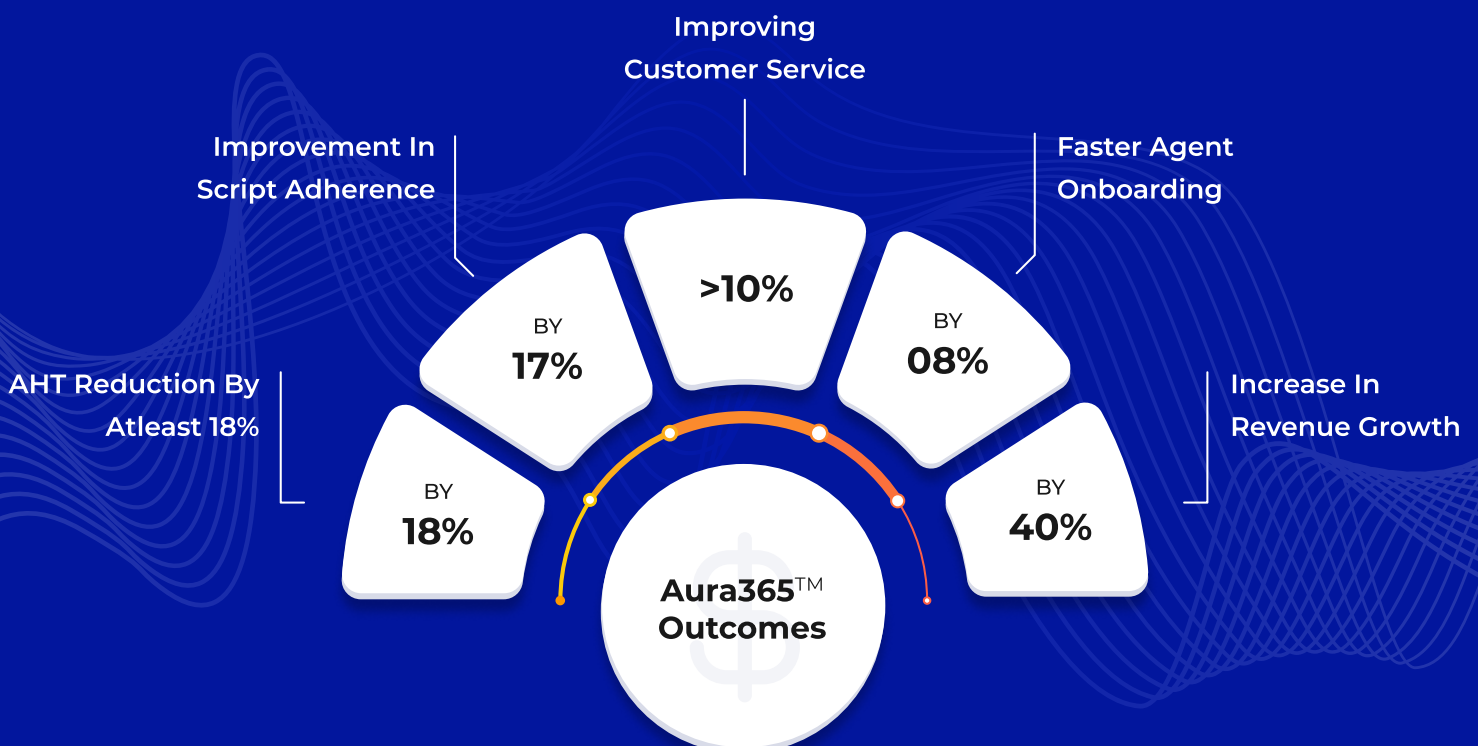 Improving
Customer Service
Improvement In
Script Adherence
Faster Agent
Onboarding
>10%
BY
17%
BY
08%
AHT Reduction By
Atleast 18%
Increase In
Revenue Growth
BY
18%
BY
40%
Aura365™
Outcomes